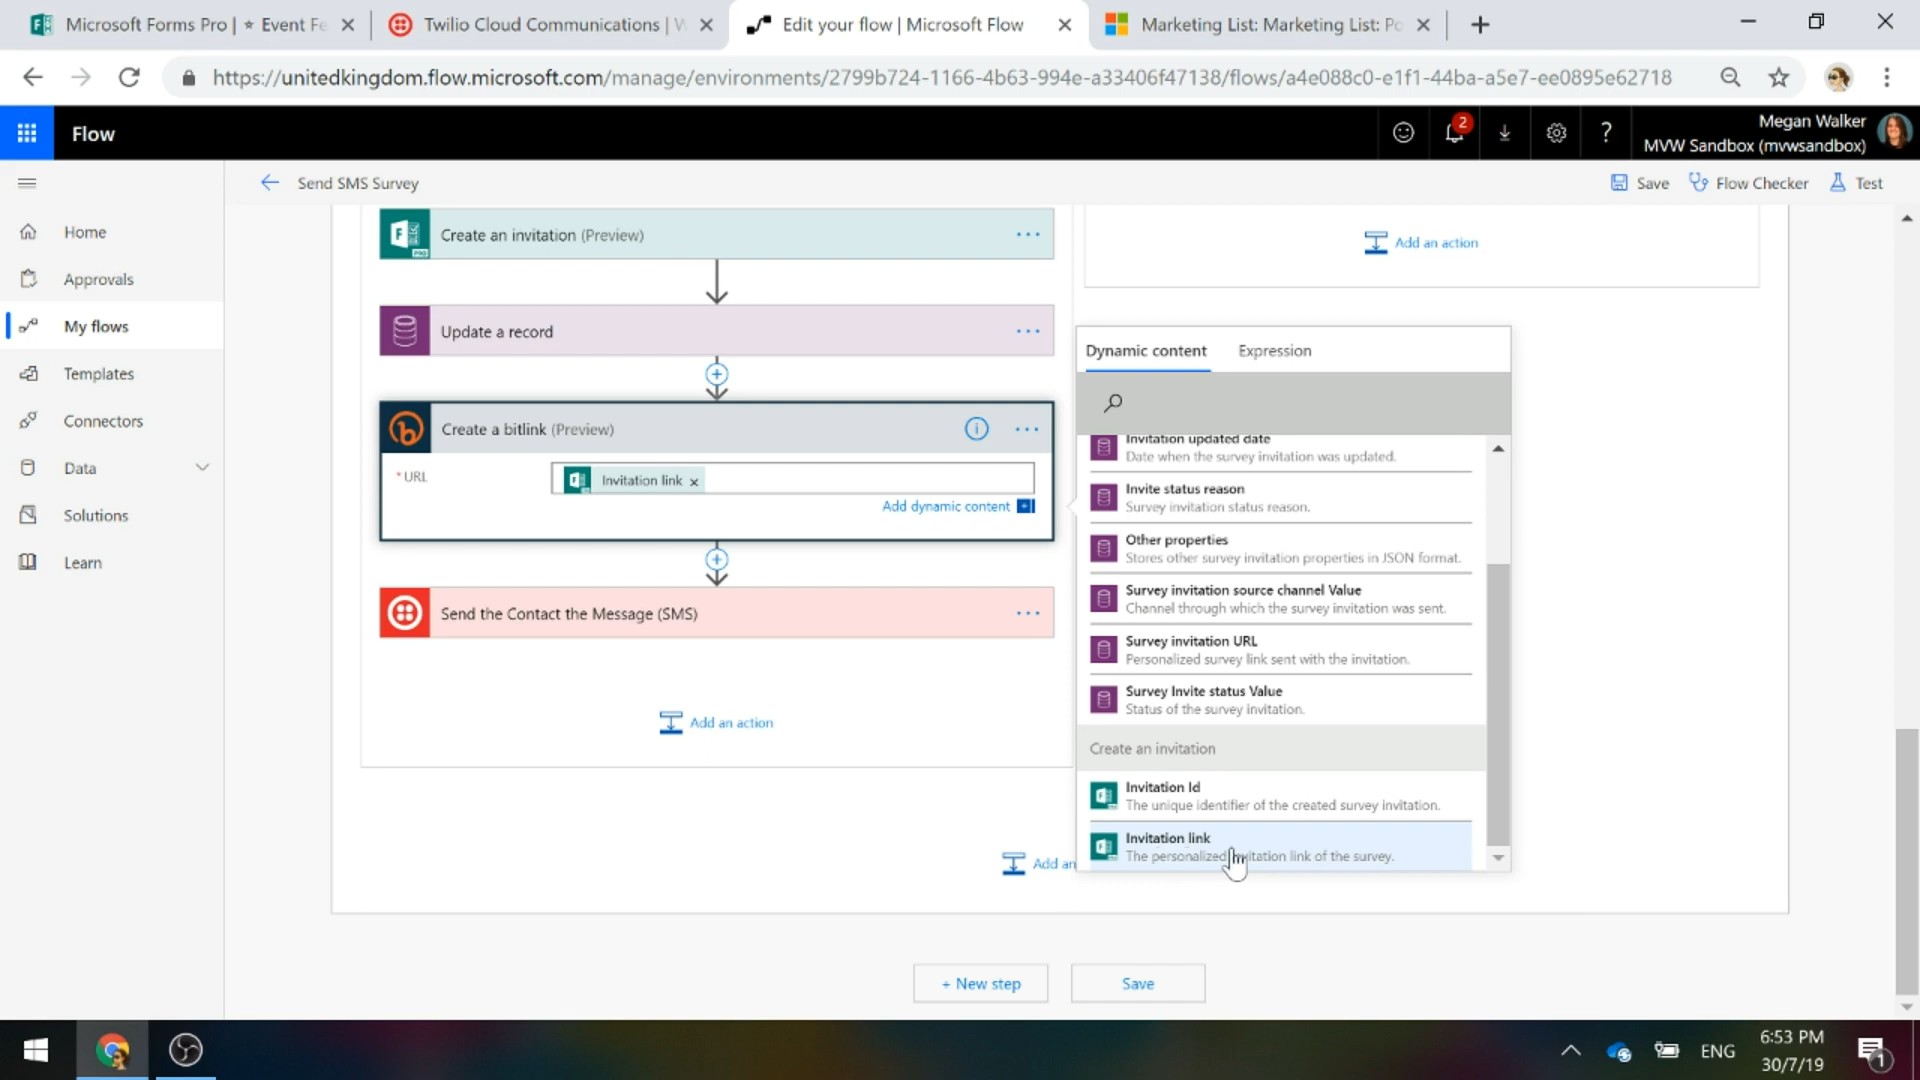 Microsoft Forms Pro | ★ Event Fe
Twilio Cloud Communications | W
Edit your flow | Microsoft Flow
Marketing List: Marketing List: Po
https://unitedkingdom.flow.microsoft.com/manage/environments/2799b724-1166-4b63-994e-a33406f47138/flows/a4e088c0-e1f1-44ba-a5e7-ee0895e62718
Flow
2
?
Megan Walker
MVW Sandbox (mvwsandbox)
Send SMS Survey
Save
Flow Checker
Test
Home
Approvals
My flows
Templates
Connectors
Data
Solutions
Learn
Create an invitation (Preview)
Update a record
Create a bitlink (Preview)
* URL
Invitation link
Add dynamic content
Send the Contact the Message (SMS)
Add an action
Add an action
Add an
Dynamic content
Expression
Invitation updated date
Date when the survey invitation was updated.
Invite status reason
Survey invitation status reason.
Other properties
Stores other survey invitation properties in JSON format.
Survey invitation source channel Value
Channel through which the survey invitation was sent.
Survey invitation URL
Personalized survey link sent with the invitation.
Survey Invite status Value
Status of the survey invitation.
Create an invitation
Invitation Id
The unique identifier of the created survey invitation.
Invitation link
The personalized invitation link of the survey.
+ New step
Save
ENG
6:53 PM
30/7/19
1